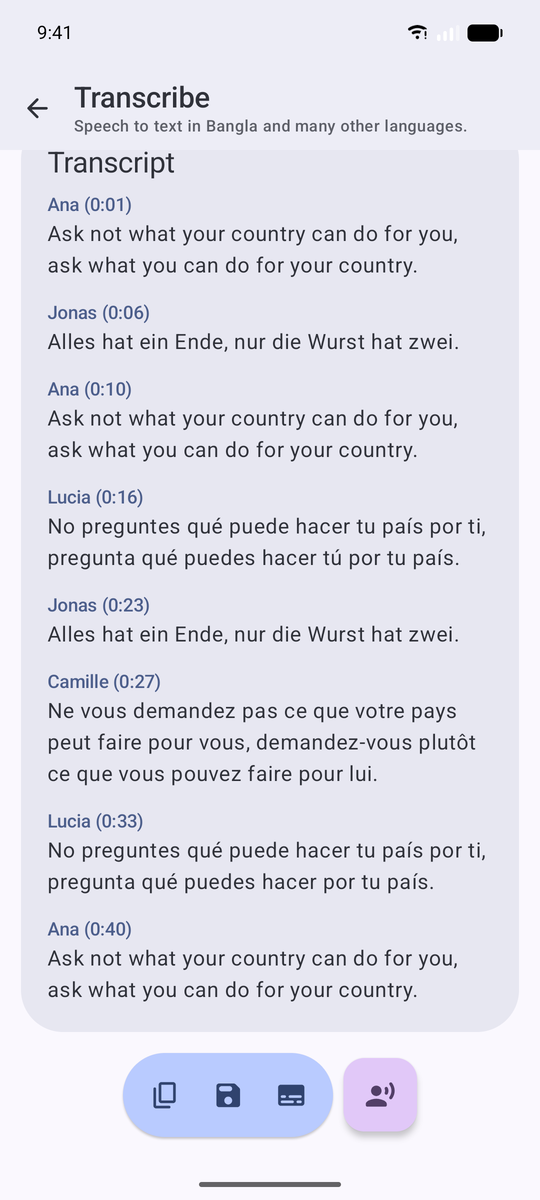 9:41
Transcribe
Speech to text in Bangla and many other languages.
Transcript
Ana (0:01)
Ask not what your country can do for you,
ask what you can do for your country.
Jonas (0:06)
Alles hat ein Ende, nur die Wurst hat zwei.
Ana (0:10)
Ask not what your country can do for you,
ask what you can do for your country.
Lucia (0:16)
No preguntes qué puede hacer tu país por ti,
pregunta qué puedes hacer tú por tu país.
Jonas (0:23)
Alles hat ein Ende, nur die Wurst hat zwei.
Camille (0:27)
Ne vous demandez pas ce que votre pays
peut faire pour vous, demandez-vous plutôt
ce que vous pouvez faire pour lui.
Lucia (0:33)
No preguntes qué puede hacer tu país por ti,
pregunta qué puedes hacer por tu país.
Ana (0:40)
Ask not what your country can do for you,
ask what you can do for your country.